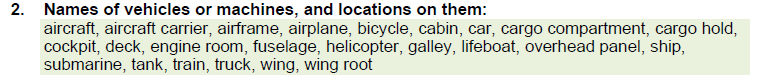 2. Names of vehicles or machines, and locations on them:
aircraft, aircraft carrier, airframe, airplane, bicycle, cabin, car, cargo compartment, cargo hold,
cockpit, deck, engine room, fuselage, helicopter, galley, lifeboat, overhead panel, ship,
submarine, tank, train, truck, wing, wing root